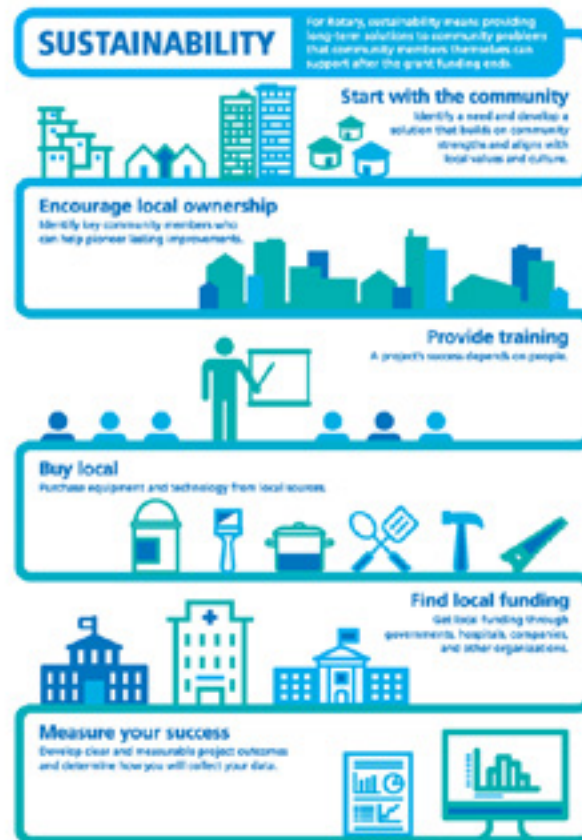 SUSTAINABILITY
For Rotary, sustainability means providing
long-term solutions to community problems
that community members themselves can
support after the grant funding ends.
Start with the community
Identify a need and develop a
solution that builds on community
strengths and aligns with
local values and culture.
Encourage local ownership
Identify key community members who
can help pioneer lasting improvements.
Provide training
A project's success depends on people.
Buy local
Purchase equipment and technology from local sources.
Find local funding
Get local funding through
governments, hospitals, companies,
and other organizations.
Measure your success
Develop clear and measurable project outcomes
and determine how you will collect your data.